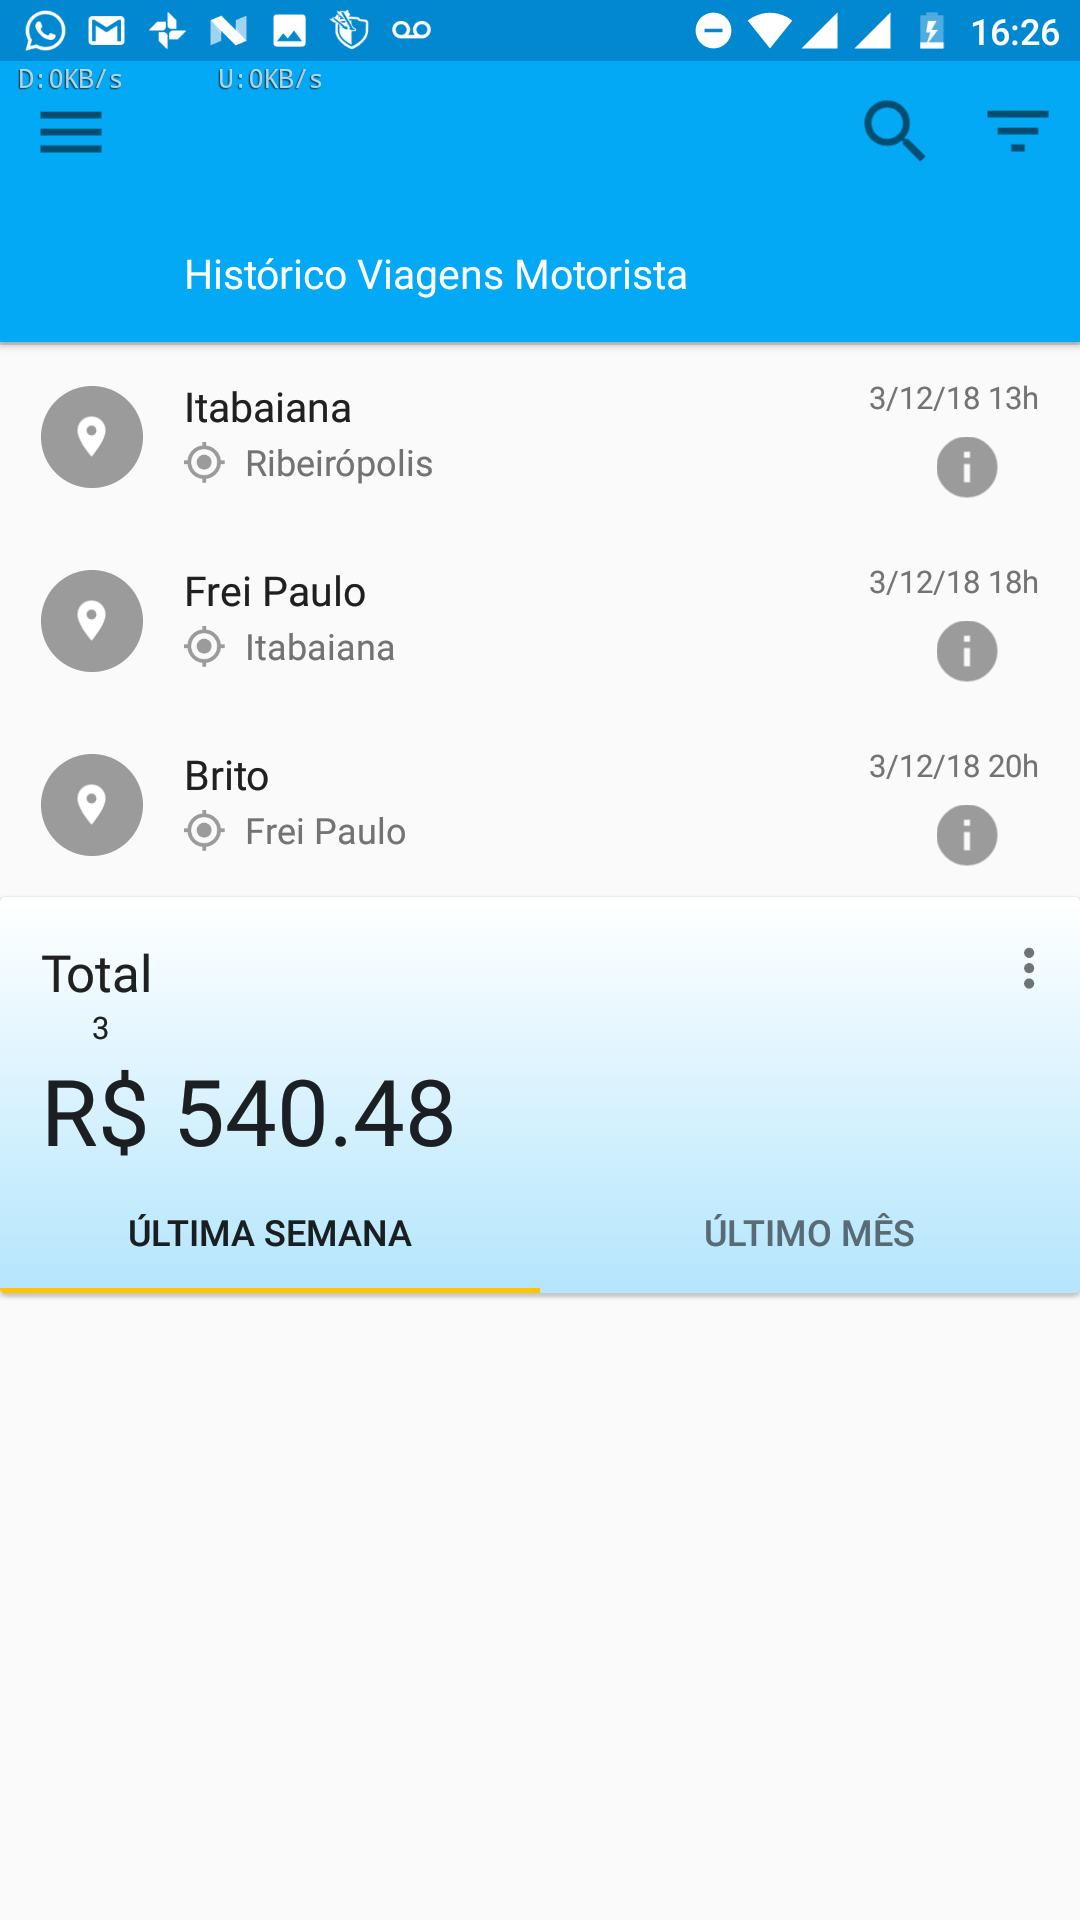 16:26
D:0KB/s U:0KB/s
Histórico Viagens Motorista
Itabaiana
3/12/18 13h
Ribeirópolis
Frei Paulo
3/12/18 18h
Itabaiana
Brito
3/12/18 20h
Frei Paulo
Total
3
R$ 540.48
ÚLTIMA SEMANA
ÚLTIMO MÊS